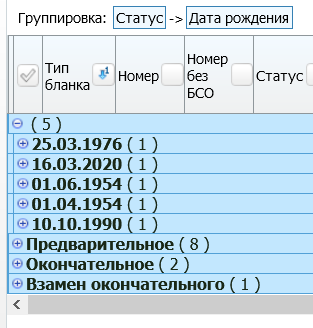 Группировка: Статус -> Дата рождения
Тип бланка 1 Номер Номер без БСО Статус
( 5 )
25.03.1976 ( 1 )
16.03.2020 ( 1 )
01.06.1954 ( 1 )
01.04.1954 ( 1 )
10.10.1990 ( 1 )
Предварительное ( 8 )
Окончательное ( 2 )
Взамен окончательного ( 1 )